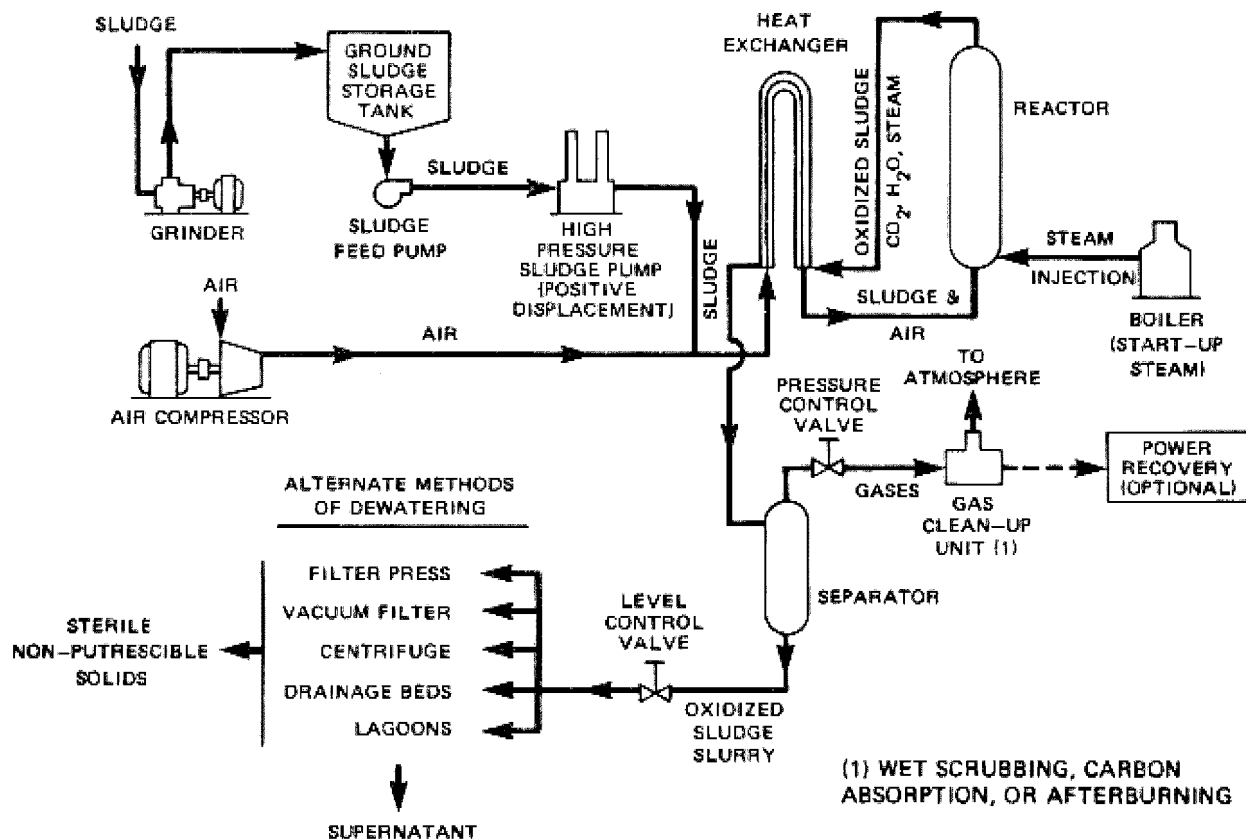 SLUDGE
GROUND
SLUDGE
STORAGE
TANK
HEAT
EXCHANGER
REACTOR
OXIDIZED SLUDGE
CO₂, H₂O, STEAM
SLUDGE
SLUDGE
FEED PUMP
GRINDER
HIGH
PRESSURE
SLUDGE PUMP
(POSITIVE
DISPLACEMENT)
SLUDGE
STEAM
INJECTION
BOILER
(START-UP
STEAM)
SLUDGE &
AIR
AIR
AIR
AIR COMPRESSOR
TO
ATMOSPHERE
PRESSURE
CONTROL
VALVE
GASES
GAS
CLEAN-UP
UNIT (1)
POWER
RECOVERY
(OPTIONAL)
SEPARATOR
ALTERNATE METHODS
OF DEWATERING
FILTER PRESS
VACUUM FILTER
CENTRIFUGE
DRAINAGE BEDS
LAGOONS
LEVEL
CONTROL
VALVE
STERILE
NON-PUTRESCIBLE
SOLIDS
OXIDIZED
SLUDGE
SLURRY
SUPERNATANT
(1) WET SCRUBBING, CARBON
ABSORPTION, OR AFTERBURNING